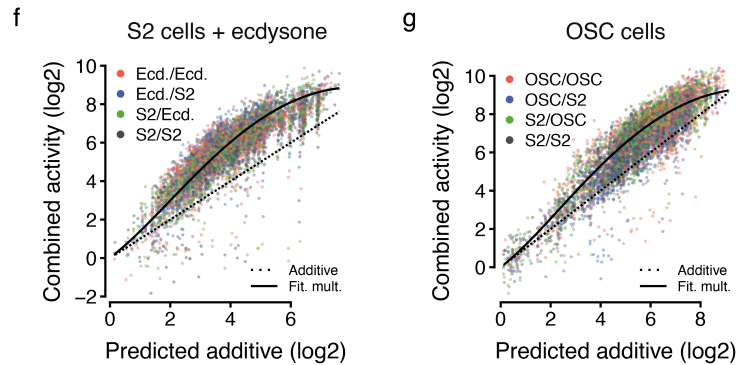 f
S2 cells + ecdysone
Combined activity (log2)
10
8
6
4
2
0
−2
Ecd./Ecd.
Ecd./S2
S2/Ecd.
S2/S2
Additive
Fit. mult.
0
2
4
6
Predicted additive (log2)
g
OSC cells
Combined activity (log2)
10
8
6
4
2
0
OSC/OSC
OSC/S2
S2/OSC
S2/S2
Additive
Fit. mult.
0
2
4
6
8
Predicted additive (log2)